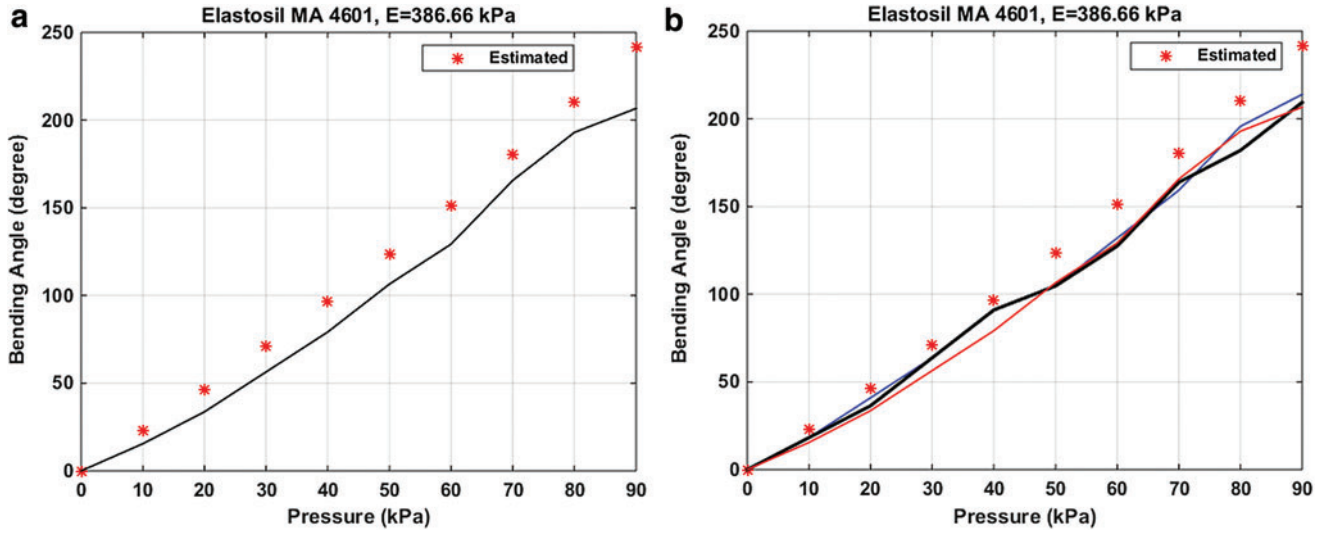 a
Elastosil MA 4601, E=386.66 kPa
Estimated
250
200
150
100
50
0
0 10 20 30 40 50 60 70 80 90
Bending Angle (degree)
Pressure (kPa)
b
Elastosil MA 4601, E=386.66 kPa
Estimated
250
200
150
100
50
0
0 10 20 30 40 50 60 70 80 90
Bending Angle (degree)
Pressure (kPa)